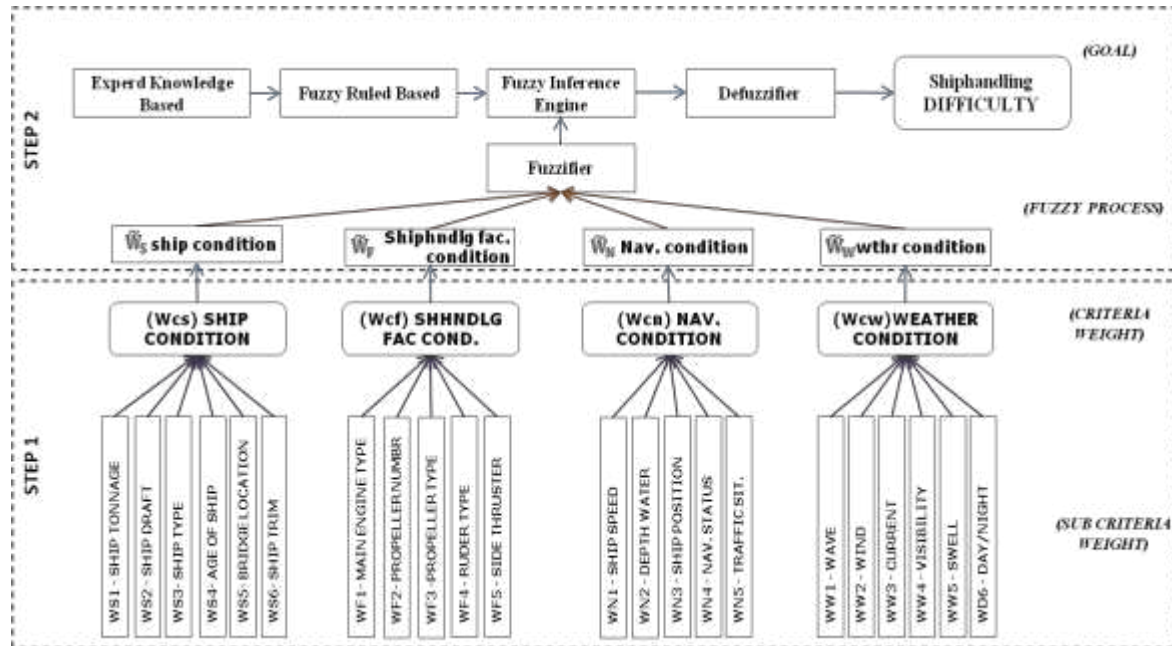 (GOAL)
Experd Knowledge
Based
Fuzzy Ruled Based
Fuzzy Inference
Engine
Defuzzifier
Shiphandling
DIFFICULTY
STEP 2
Fuzzifier
(FUZZY PROCESS)
W̃S ship condition
W̃F Shiphndlg fac.
condition
W̃N Nav. condition
W̃W wthr condition
(Wcs) SHIP
CONDITION
(Wcf) SHHNDLG
FAC COND.
(Wcn) NAV.
CONDITION
(Wcw)WEATHER
CONDITION
(CRITERIA
WEIGHT)
STEP 1
WS1 - SHIP TONNAGE
WS2 - SHIP DRAFT
WS3- SHIP TYPE
WS4- AGE OF SHIP
WS5- BRIDGE LOCATION
WS6- SHIP TRIM
WF1 - MAIN ENGINE TYPE
WF2 - PROPELLER NUMBR
WF3 -PROPELLER TYPE
WF4 - RUDER TYPE
WF5 - SIDE THRUSTER
WN1 - SHIP SPEED
WN2 - DEPTH WATER
WN3 - SHIP POSITION
WN4 - NAV. STATUS
WN5 - TRAFFIC SIT.
WW1 - WAVE
WW2 - WIND
WW3 - CURRENT
WW4 - VISIBILITY
WW5 - SWELL
WD6 - DAY/NIGHT
(SUB CRITERIA
WEIGHT)